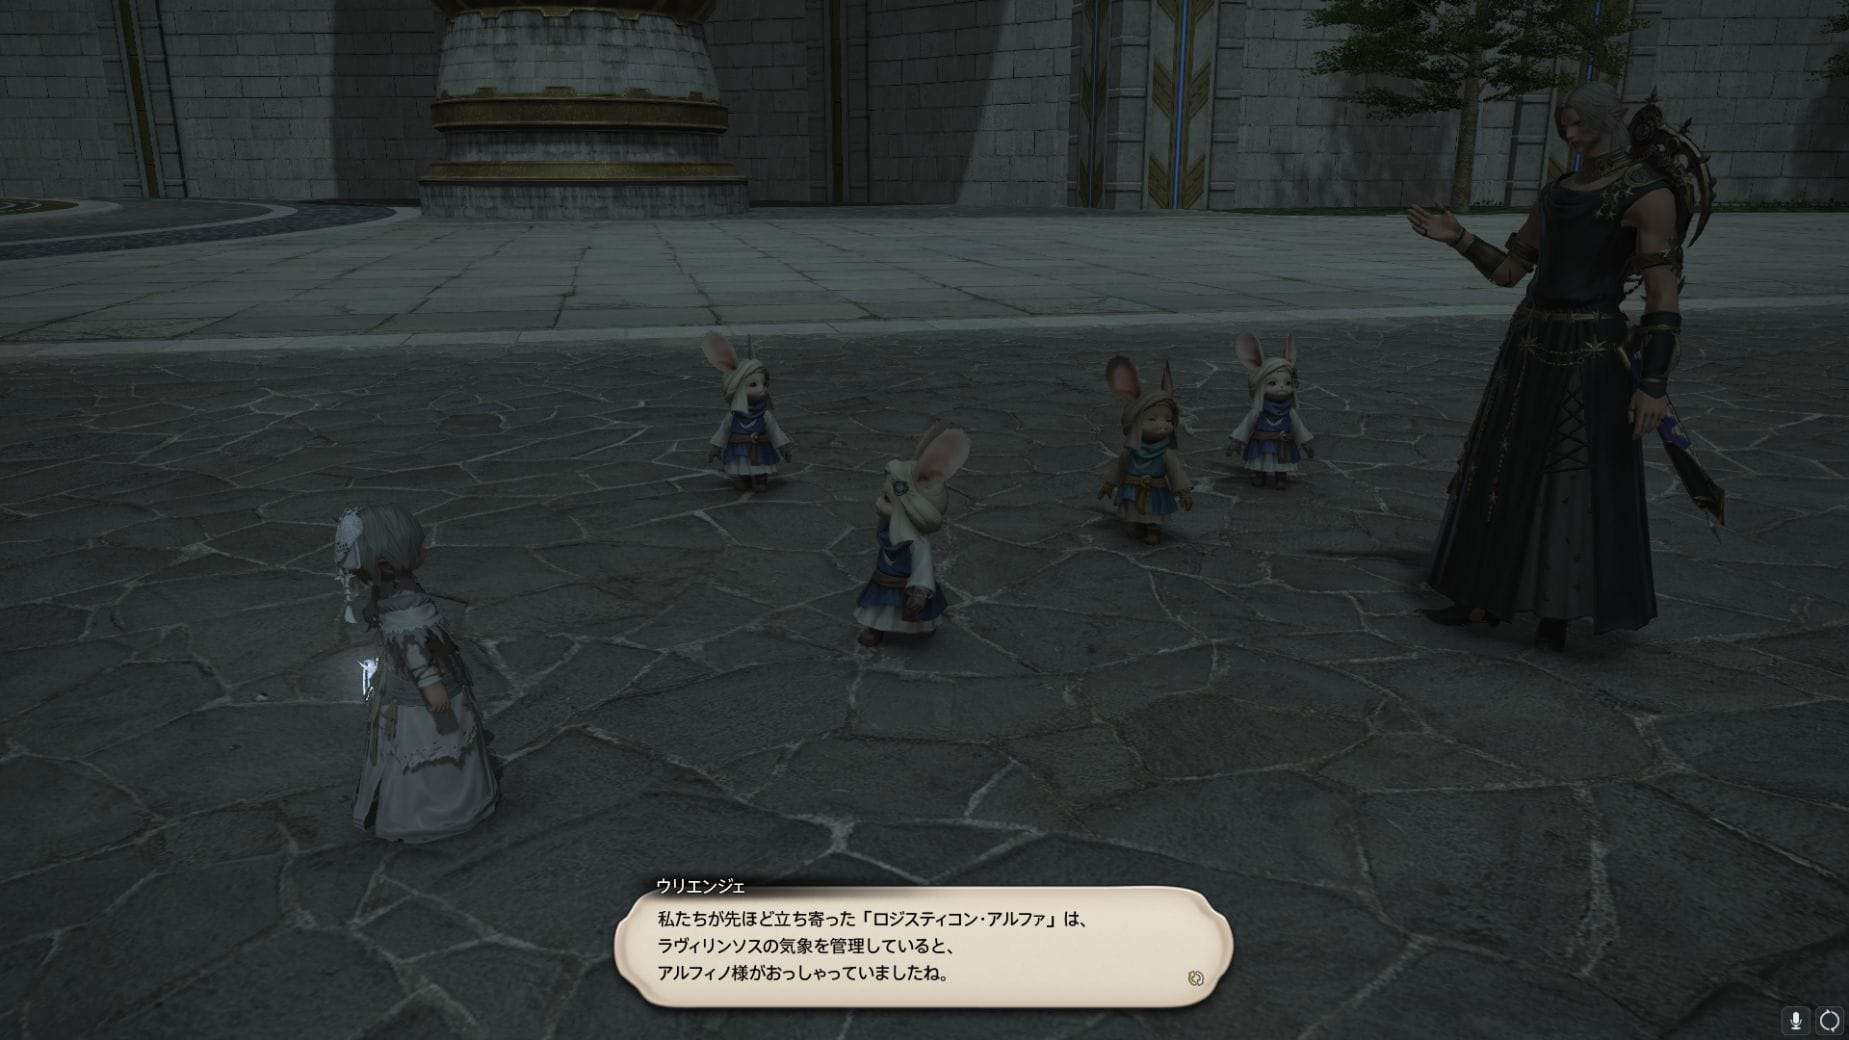 ウリエンジェ
私たちが先ほど立ち寄った「ロジスティコン・アルファ」は、
ラヴィリンソスの気象を管理していると、
アルフィノ様がおっしゃっていましたね。